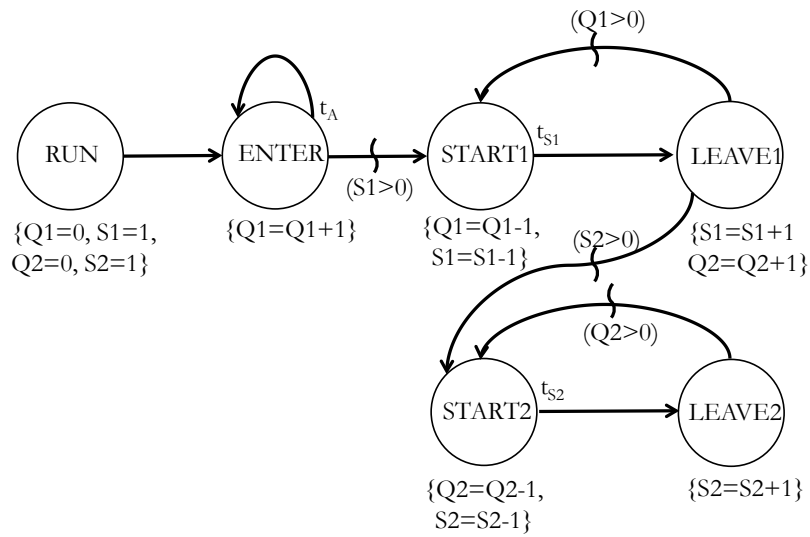 (Q1>0)
t_A
t_S1
RUN
ENTER
START1
LEAVE1
(S1>0)
{Q1=0, S1=1,
Q2=0, S2=1}
{Q1=Q1+1}
{Q1=Q1-1,
S1=S1-1}
(S2>0)
{S1=S1+1
Q2=Q2+1}
(Q2>0)
t_S2
START2
LEAVE2
{Q2=Q2-1,
S2=S2-1}
{S2=S2+1}